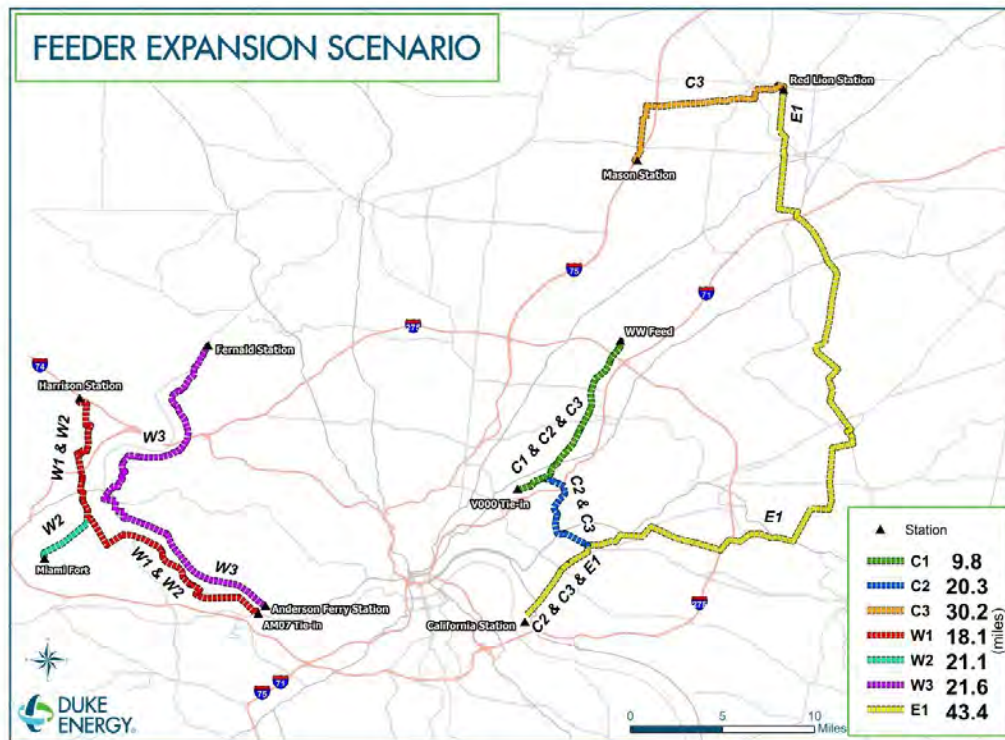 FEEDER EXPANSION SCENARIO
C3
Red Lion Station
E1
Mason Station
75
71
275
WW Feed
Fernald Station
74
Harrison Station
W1 & W2
W3
C1 & C2 & C3
V000 Tie-in
C2 & C3
E1
W2
Miami Fort
W1 & W2
W3
Anderson Ferry Station
AM07 Tie-in
California Station
C2 & C3 & E1
275
71
75
Station
C1 9.8
C2 20.3
C3 30.2
W1 18.1
W2 21.1
W3 21.6
E1 43.4
(miles)
DUKE
ENERGY®
0 5 10
Miles